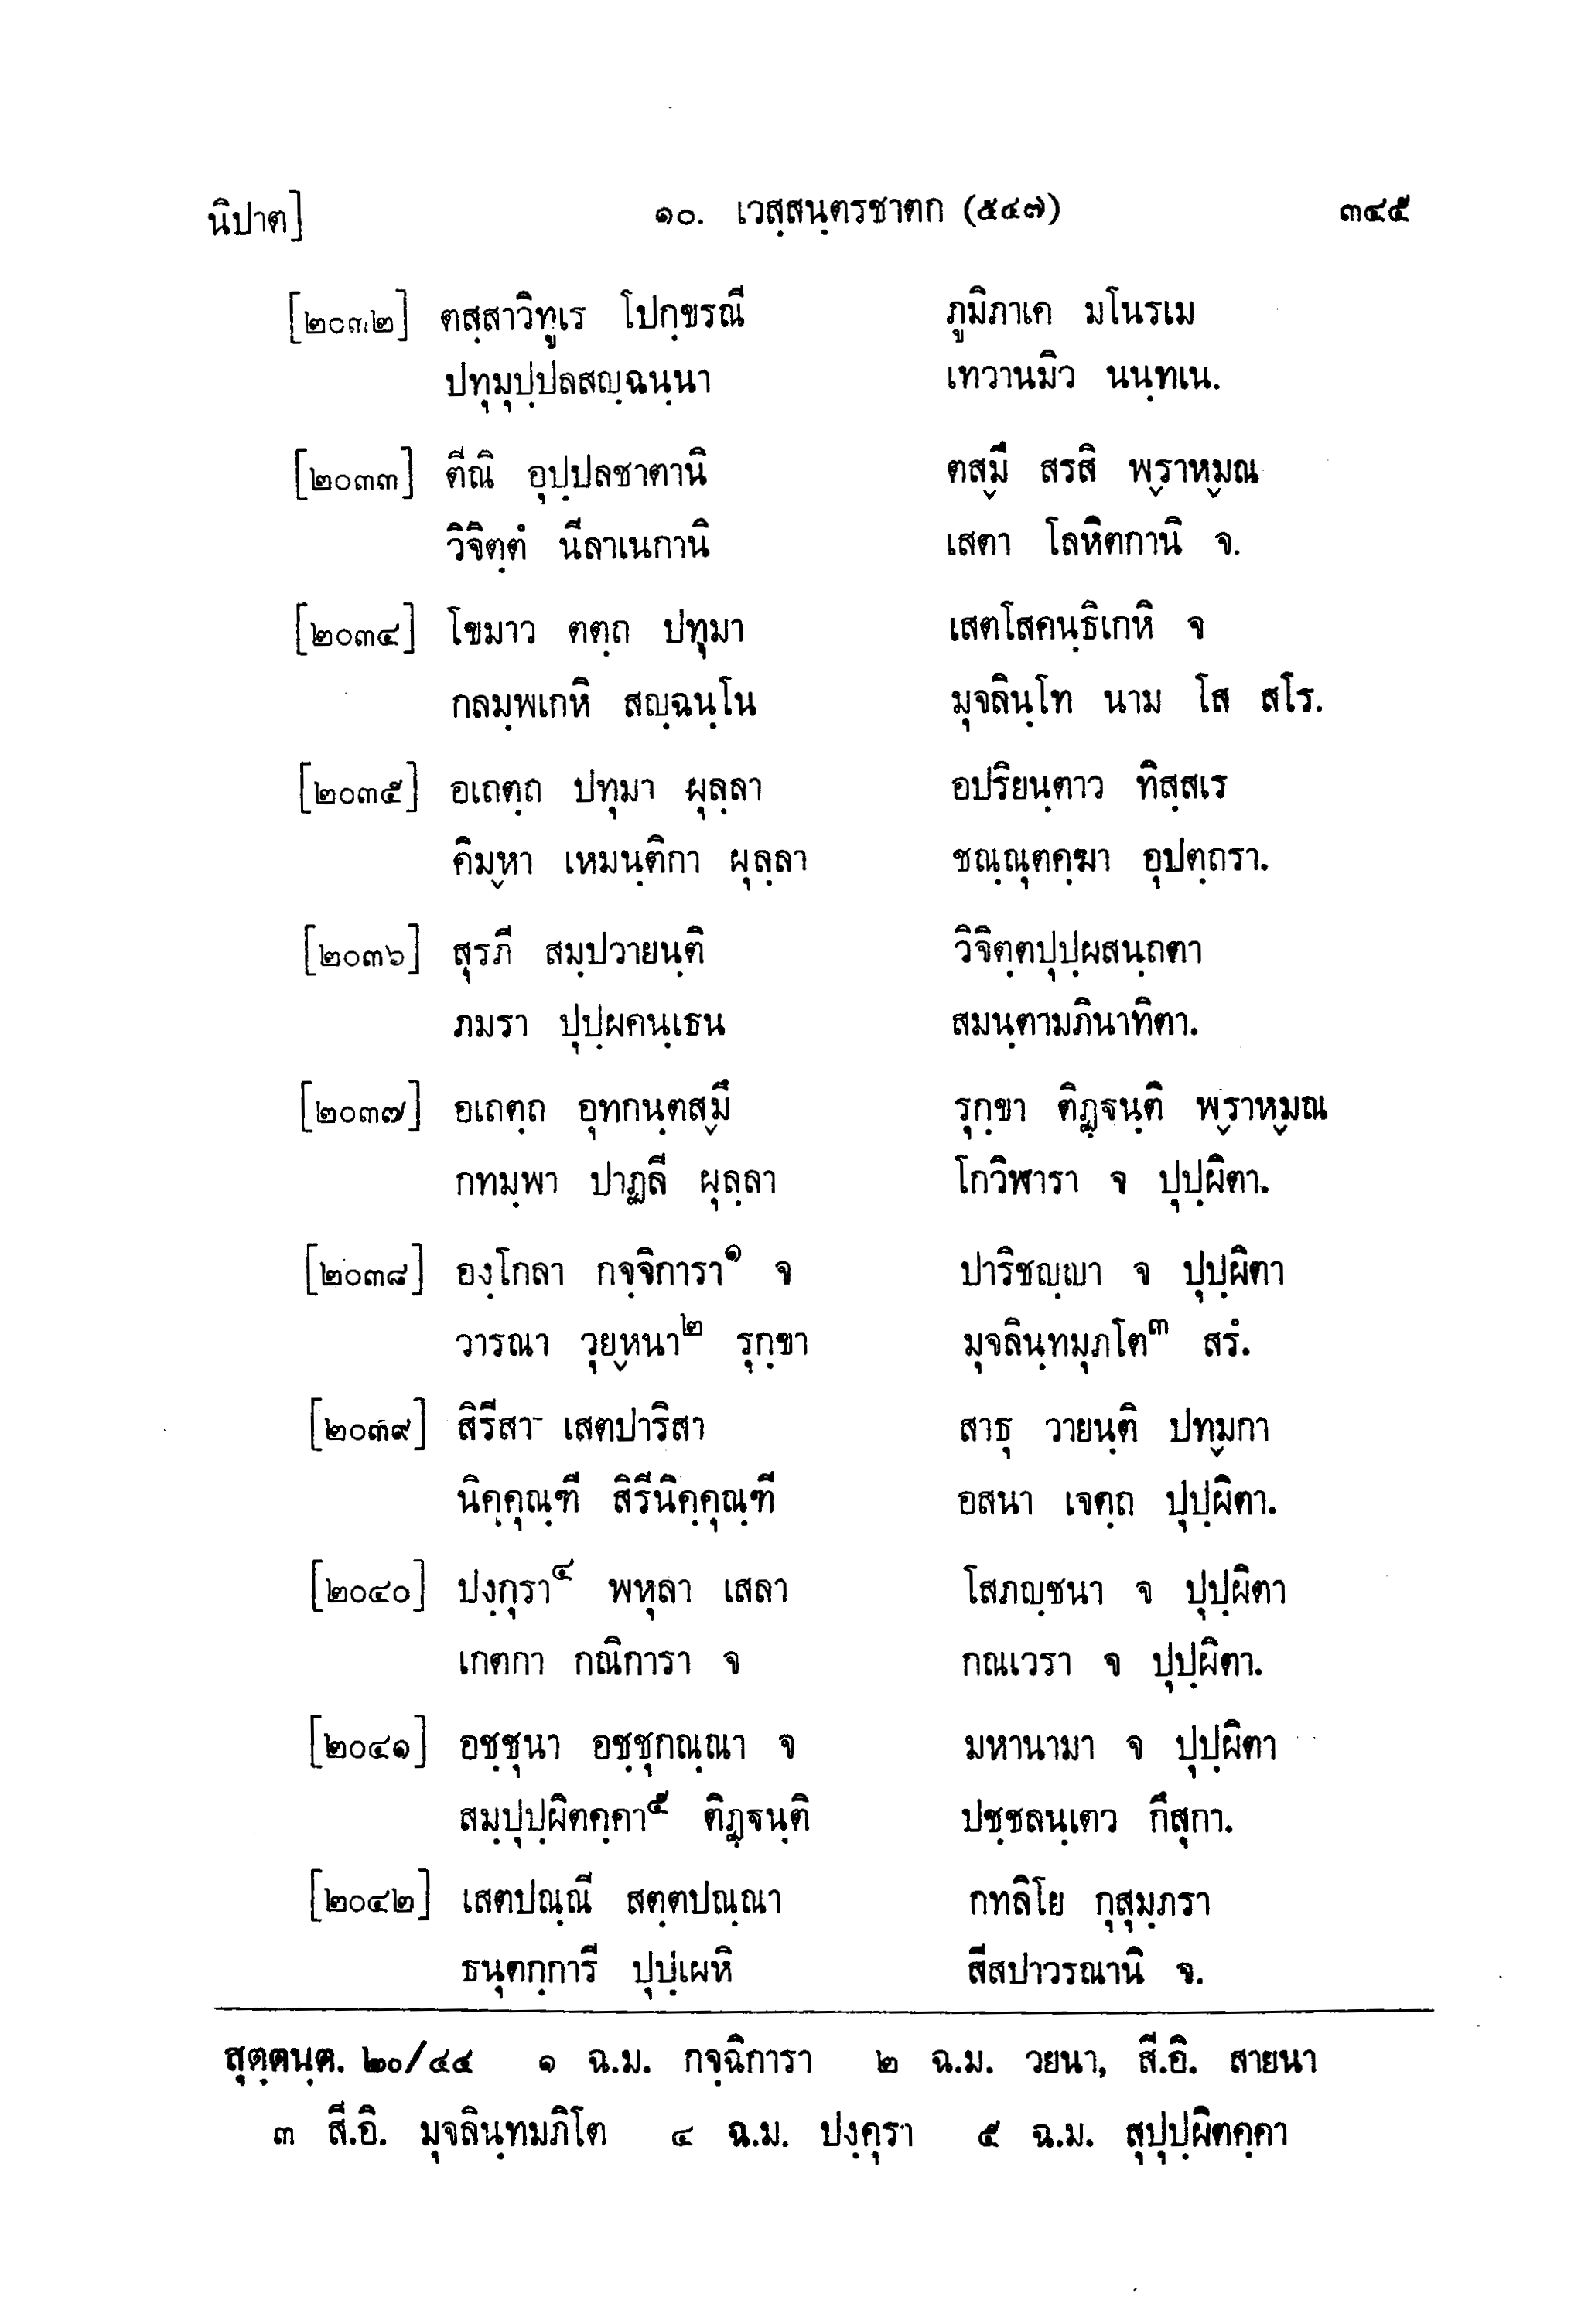 นิปาต] ๑๐. เวสฺสนฺตรชาตก (๕๔๗) ๓๔๕
[๒๐๓๒] ตสฺสาวิทูเร โปกฺขรณี ภูมิภาเค มโนรเม
ปทุมุปฺปลสญฺฉนฺนา เทวานมิว นนฺทเน.
[๒๐๓๓] ตีณิ อุปฺปลชาตานิ ตสฺมึ สรสิ พฺราหฺมณ
วิจิตฺตํ นีลาเนกานิ เสตา โลหิตกานิ จ.
[๒๐๓๔] โขมาว ตตฺถ ปทุมา เสตโสคนฺธิเกหิ จ
กลมฺพเกหิ สญฺฉนฺโน มุจลินฺโท นาม โส สโร.
[๒๐๓๕] อเถตฺถ ปทุมา ผุลฺลา อปริยนฺตาว ทิสฺสเร
คิมฺหา เหมนฺติกา ผุลฺลา ชณฺณุตคฺฆา อุปตฺถรา.
[๒๐๓๖] สุรภี สมฺปวายนฺติ วิจิตฺตปุปฺผสนฺถตา
ภมรา ปุปฺผคนฺเธน สมนฺตามภินาทิตา.
[๒๐๓๗] อเถตฺถ อุทกนฺตสฺมึ รุกฺขา ติฏฺฐนฺติ พฺราหฺมณ
กทมฺพา ปาฏลี ผุลฺลา โกวิฬารา จ ปุปฺผิตา.
[๒๐๓๘] องฺโกลา กจฺจิการา๑ จ ปาริชญฺญา จ ปุปฺผิตา
วารณา วุยฺหนา๒ รุกฺขา มุจลินฺทมุภโต๓ สรํ.
[๒๐๓๙] สิรีสา เสตปาริสา สาธุ วายนฺติ ปทฺมกา
นิคฺคุณฺฑี สิรีนิคฺคุณฺฑี อสนา เจตฺถ ปุปฺผิตา.
[๒๐๔๐] ปงฺกุรา๔ พหุลา เสลา โสภญฺชนา จ ปุปฺผิตา
เกตกา กณิการา จ กณเวรา จ ปุปฺผิตา.
[๒๐๔๑] อชฺชุนา อชฺชุกณฺณา จ มหานามา จ ปุปฺผิตา
สมฺปุปฺผิตคฺคา๕ ติฏฺฐนฺติ ปชฺชลนฺเตว กึสุกา.
[๒๐๔๒] เสตปณฺณี สตฺตปณฺณา กทลิโย กุสุมฺภรา
ธนุตกฺการี ปุปฺเผหิ สีสปาวรณานิ จ.
สุตฺตนฺต. ๒๐/๔๔ ๑ ฉ.ม. กจฺฉิการา ๒ ฉ.ม. วยนา, สี.อิ. สายนา
๓ สี.อิ. มุจลินฺทมภิโต ๔ ฉ.ม. ปงฺคุรา ๕ ฉ.ม. สุปุปฺผิตคฺคา